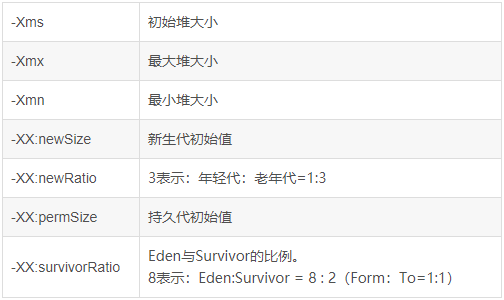 -Xms 初始堆大小
-Xmx 最大堆大小
-Xmn 最小堆大小
-XX:newSize 新生代初始值
-XX:newRatio 3表示：年轻代：老年代=1:3
-XX:permSize 持久代初始值
-XX:survivorRatio Eden与Survivor的比例。
8表示：Eden:Survivor = 8 : 2（Form：To=1:1）